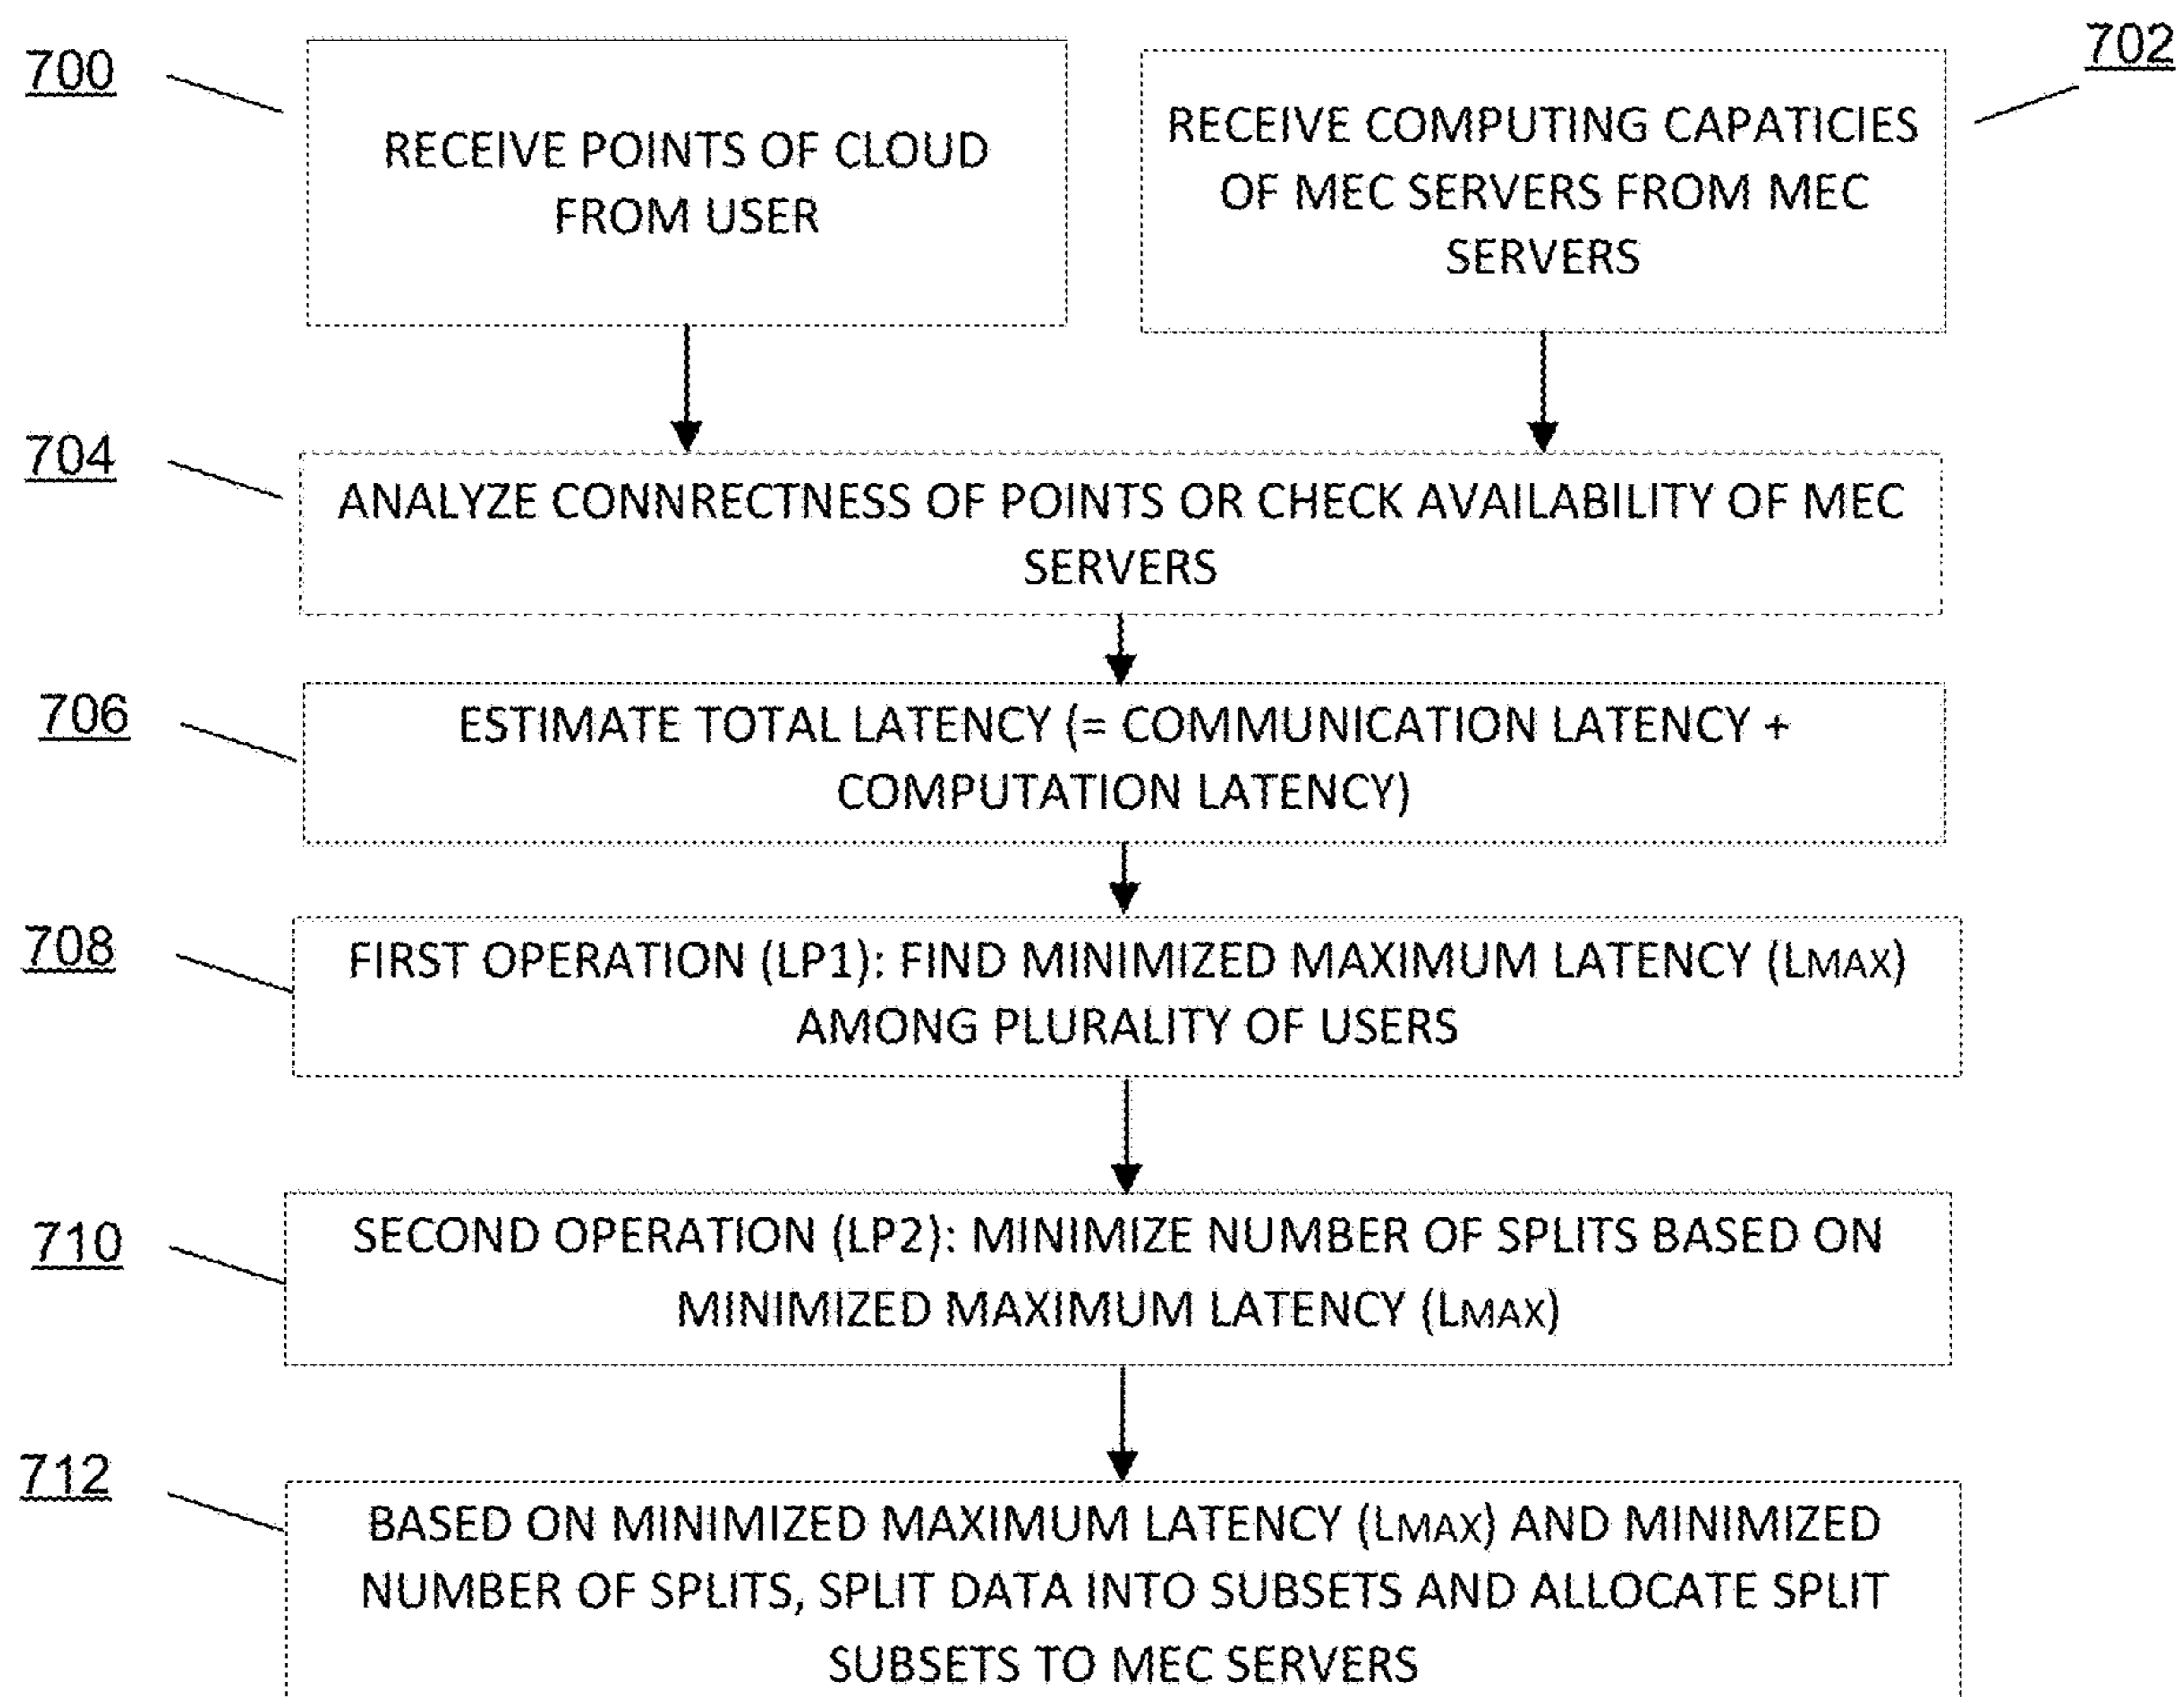 700
RECEIVE POINTS OF CLOUD
FROM USER
702
RECEIVE COMPUTING CAPATICIES
OF MEC SERVERS FROM MEC
SERVERS
704
ANALYZE CONNRECTNESS OF POINTS OR CHECK AVAILABILITY OF MEC
SERVERS
706
ESTIMATE TOTAL LATENCY (= COMMUNICATION LATENCY +
COMPUTATION LATENCY)
708
FIRST OPERATION (LP1): FIND MINIMIZED MAXIMUM LATENCY (LMAX)
AMONG PLURALITY OF USERS
710
SECOND OPERATION (LP2): MINIMIZE NUMBER OF SPLITS BASED ON
MINIMIZED MAXIMUM LATENCY (LMAX)
712
BASED ON MINIMIZED MAXIMUM LATENCY (LMAX) AND MINIMIZED
NUMBER OF SPLITS, SPLIT DATA INTO SUBSETS AND ALLOCATE SPLIT
SUBSETS TO MEC SERVERS